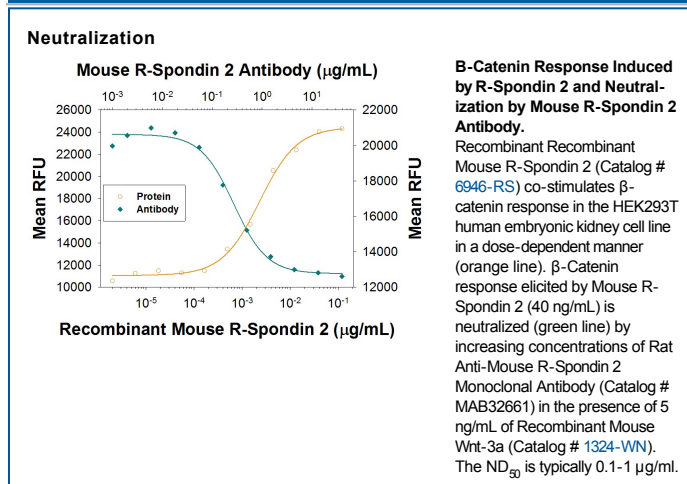 Neutralization
Mouse R-Spondin 2 Antibody (μg/mL)
10-3 10-2 10-1 100 101
26000
24000
22000
20000
18000
16000
14000
12000
10000
Mean RFU
Protein
Antibody
22000
20000
18000
16000
14000
12000
Mean RFU
10-5 10-4 10-3 10-2 10-1
Recombinant Mouse R-Spondin 2 (μg/mL)
B-Catenin Response Induced
by R-Spondin 2 and Neutral-
ization by Mouse R-Spondin 2
Antibody.
Recombinant Recombinant
Mouse R-Spondin 2 (Catalog #
6946-RS) co-stimulates β-
catenin response in the HEK293T
human embryonic kidney cell line
in a dose-dependent manner
(orange line). β-Catenin
response elicited by Mouse R-
Spondin 2 (40 ng/mL) is
neutralized (green line) by
increasing concentrations of Rat
Anti-Mouse R-Spondin 2
Monoclonal Antibody (Catalog #
MAB32661) in the presence of 5
ng/mL of Recombinant Mouse
Wnt-3a (Catalog # 1324-WN).
The ND50 is typically 0.1-1 μg/ml.